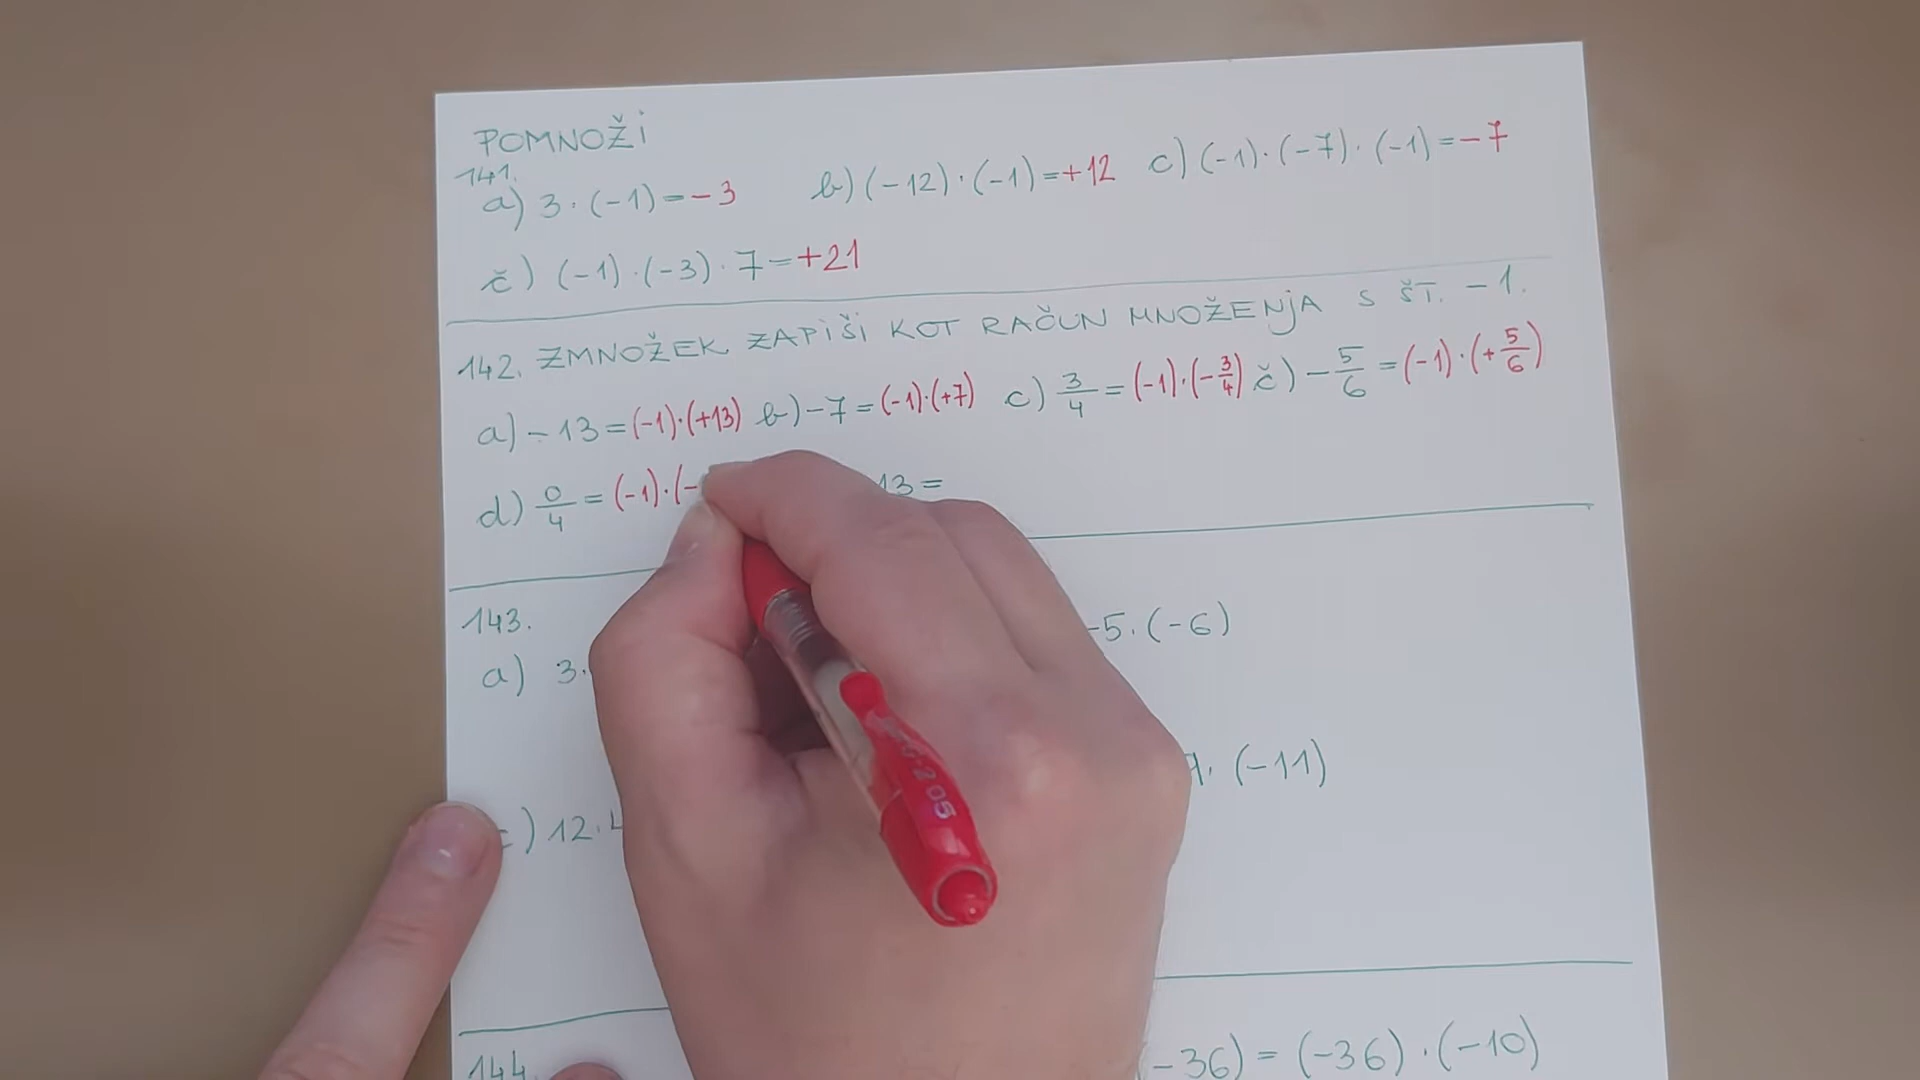 POMNOŽI
141.
a) 3 · (-1) = -3 b) (-12) · (-1) = +12 c) (-1) · (-7) · (-1) = -7
č) (-1) · (-3) · 7 = +21
142. ZMNOŽEK ZAPIŠI KOT RAČUN MNOŽENJA S ŠT. -1.
a) -13 = (-1)·(+13) b) -7 = (-1)·(+7) c) 3/4 = (-1)·(-3/4) č) -5/6 = (-1)·(+5/6)
d) 0/4 = (-1)·(- 13 =
143.
a) 3· -5·(-6)
) 12· · (-11)
144. (-36) = (-36) · (-10)
G-205